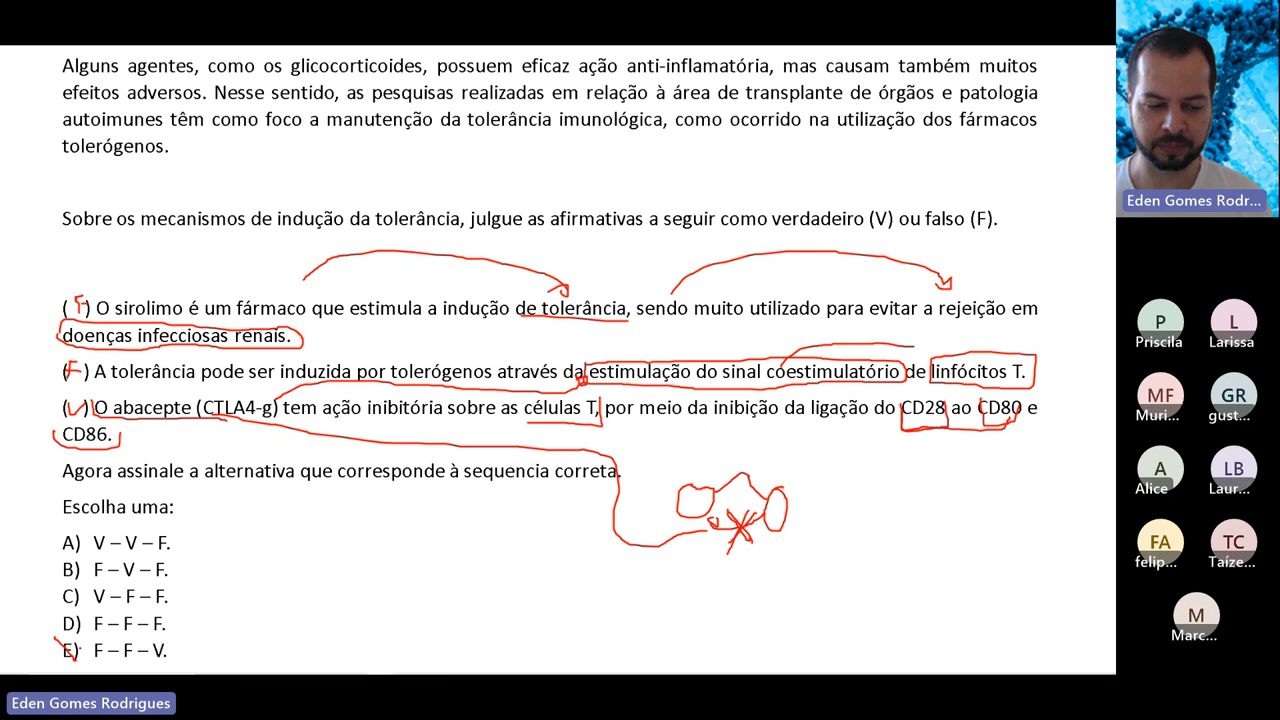 Alguns agentes, como os glicocorticoides, possuem eficaz ação anti-inflamatória, mas causam também muitos
efeitos adversos. Nesse sentido, as pesquisas realizadas em relação à área de transplante de órgãos e patologia
autoimunes têm como foco a manutenção da tolerância imunológica, como ocorrido na utilização dos fármacos
tolerógenos.
Sobre os mecanismos de indução da tolerância, julgue as afirmativas a seguir como verdadeiro (V) ou falso (F).
( F ) O sirolimo é um fármaco que estimula a indução de tolerância, sendo muito utilizado para evitar a rejeição em
doenças infecciosas renais.
( F ) A tolerância pode ser induzida por tolerógenos através da estimulação do sinal coestimulatório de linfócitos T.
( V ) O abacepte (CTLA4-g) tem ação inibitória sobre as células T, por meio da inibição da ligação do CD28 ao CD80 e
CD86.
Agora assinale a alternativa que corresponde à sequencia correta.
Escolha uma:
A) V – V – F.
B) F – V – F.
C) V – F – F.
D) F – F – F.
E) F – F – V.
Eden Gomes Rodr...
P
Priscila
L
Larissa
MF
Muri...
GR
gust...
A
Alice
LB
Laur...
FA
felip...
TC
Taíze...
M
Marc...
Eden Gomes Rodrigues